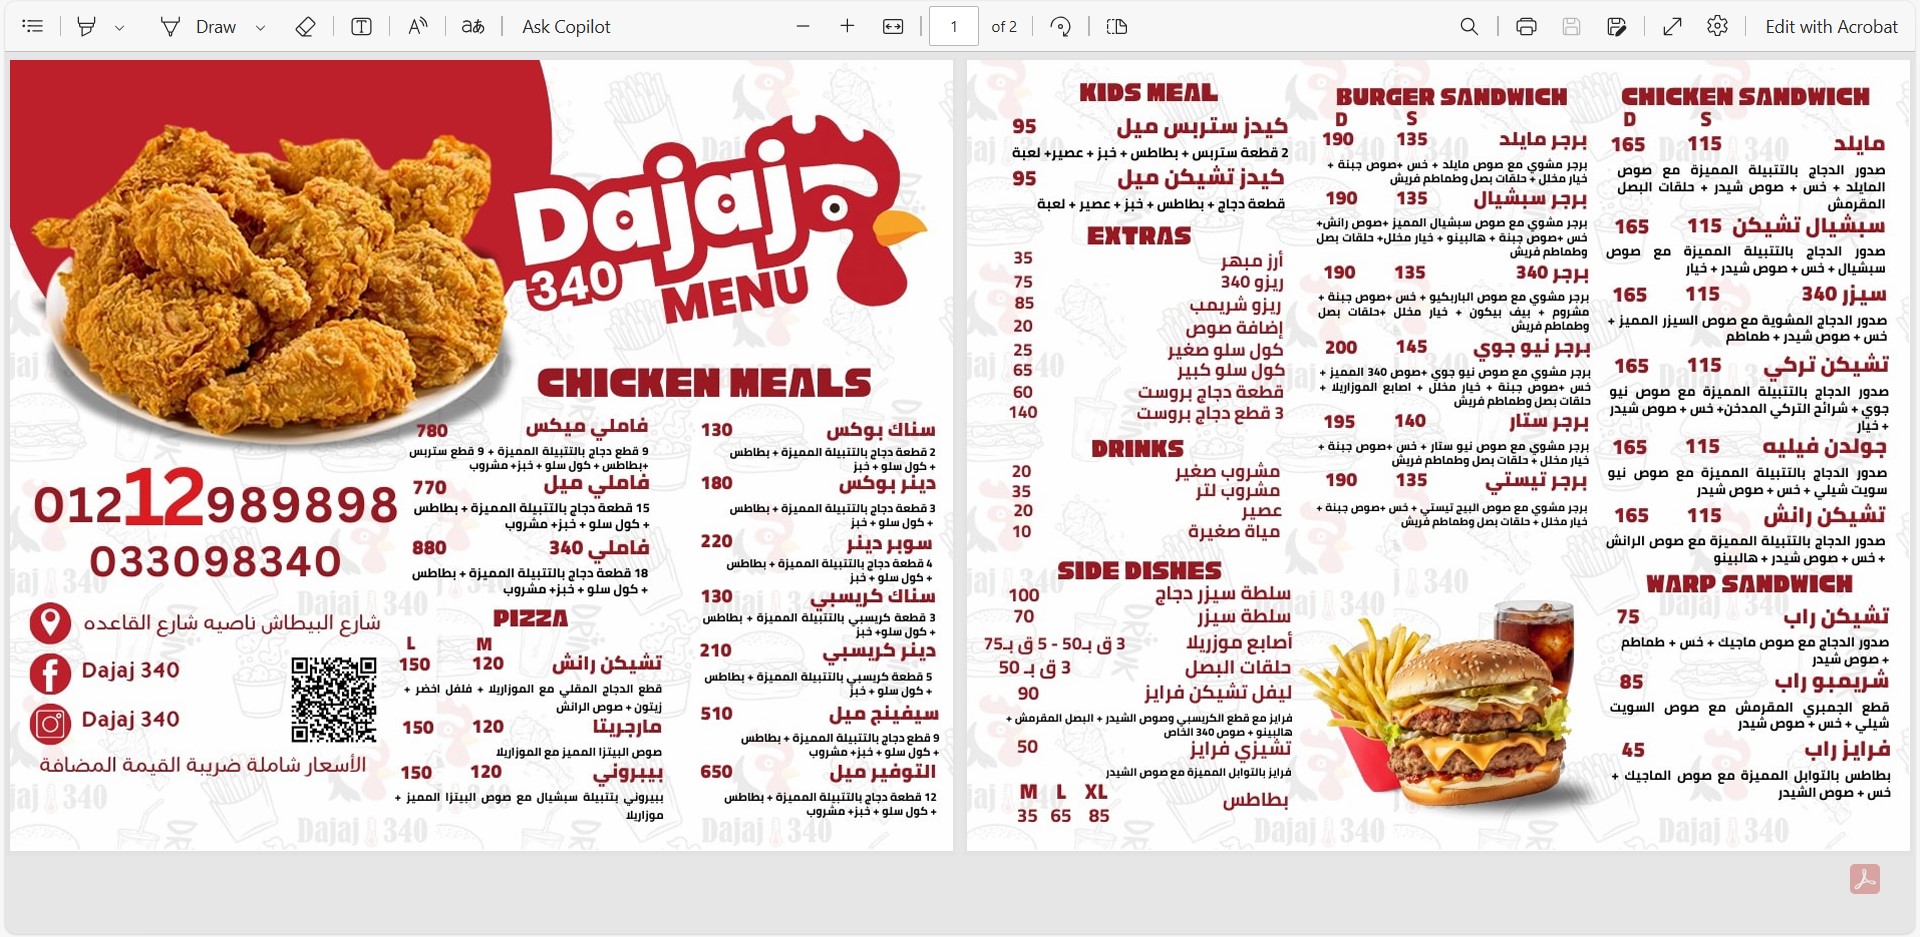 Draw
Ask Copilot
1 of 2
Edit with Acrobat
Dajaj
340
MENU
01212989898
033098340
شارع البيطاش ناصيه شارع القاعده
Dajaj 340
Dajaj 340
الأسعار شاملة ضريبة القيمة المضافة
CHICKEN MEALS
سناك بوكس 130
2 قطعة دجاج بالتتبيلة المميزة + بطاطس
+ كول سلو + خبز
دينر بوكس 180
3 قطعة دجاج بالتتبيلة المميزة + بطاطس
+ كول سلو + خبز
سوبر دينر 220
4 قطعة دجاج بالتتبيلة المميزة + بطاطس
+ كول سلو + خبز
سناك كريسبي 130
3 قطعة كريسبي بالتتبيلة المميزة + بطاطس
+ كول سلو+ خبز
دينر كريسبي 210
5 قطعة كريسبي بالتتبيلة المميزة + بطاطس
+ كول سلو + خبز
سيفينج ميل 510
9 قطعة دجاج بالتتبيلة المميزة + بطاطس
+ كول سلو + خبز+ مشروب
التوفير ميل 650
12 قطعة دجاج بالتتبيلة المميزة + بطاطس
+ كول سلو + خبز+ مشروب
فاملي ميكس 780
9 قطع دجاج بالتتبيلة المميزة + 9 قطع ستربس
+بطاطس + كول سلو + خبز+ مشروب
فاملي ميل 770
15 قطعة دجاج بالتتبيلة المميزة + بطاطس
+ كول سلو + خبز+ مشروب
فاملي 340 880
18 قطعة دجاج بالتتبيلة المميزة + بطاطس
+ كول سلو + خبز+ مشروب
PIZZA
L M
تشيكن رانش 120 150
قطع الدجاج المقلي مع الموزاريلا + فلفل اخضر +
زيتون + صوص الرانش
مارجريتا 120 150
صوص البيتزا المميز مع الموزاريلا
بيبروني 120 150
بيبروني بتتبيلة سبشيال مع صوص البيتزا المميز +
موزاريلا
KIDS MEAL
كيدز ستربس ميل 95
2 قطعة ستربس + بطاطس + خبز + عصير+ لعبة
كيدز تشيكن ميل 95
قطعة دجاج + بطاطس + خبز + عصير + لعبة
EXTRAS
أرز مبهر 35
ريزو 340 75
ريزو شريمب 85
إضافة صوص 20
كول سلو صغير 25
كول سلو كبير 65
قطعة دجاج بروست 60
3 قطع دجاج بروست 140
DRINKS
مشروب صغير 20
مشروب لتر 35
عصير 20
مياة صغيرة 10
SIDE DISHES
سلطة سيزر دجاج 100
سلطة سيزر 70
أصابع موزريلا 3 ق بـ50 - 5 ق بـ75
حلقات البصل 3 ق بـ 50
ليفل تشيكن فرايز 90
فرايز مع قطع الكريسبي وصوص الشيدر + البصل المقرمش +
هالبينو + صوص 340 الخاص
تشيزي فرايز 50
فرايز بالتوابل المميزة مع صوص الشيدر
M L XL
بطاطس
35 65 85
BURGER SANDWICH
D S
برجر مايلد 135 190
برجر مشوي مع صوص مايلد + خس +صوص جبنة +
خيار مخلل + حلقات بصل وطماطم فريش
برجر سبشيال 135 190
برجر مشوي مع صوص سبشيال المميز +صوص رانش+
خس +صوص جبنة + هالبينو + خيار مخلل+ حلقات بصل
وطماطم فريش
برجر 340 135 190
برجر مشوي مع صوص الباربكيو + خس +صوص جبنة +
مشروم + بيف بيكون + خيار مخلل +حلقات بصل
وطماطم فريش
برجر نيو جوي 145 200
برجر مشوي مع صوص نيو جوي +صوص 340 المميز +
خس +صوص جبنة + خيار مخلل + اصابع الموزاريلا +
حلقات بصل وطماطم فريش
برجر ستار 140 195
برجر مشوي مع صوص نيو ستار + خس +صوص جبنة +
خيار مخلل + حلقات بصل وطماطم فريش
برجر تيستي 135 190
برجر مشوي مع صوص البيج تيستي + خس +صوص جبنة +
خيار مخلل + حلقات بصل وطماطم فريش
CHICKEN SANDWICH
D S
مايلد 115 165
صدور الدجاج بالتتبيلة المميزة مع صوص
المايلد + خس + صوص شيدر + حلقات البصل
المقرمش
سبشيال تشيكن 115 165
صدور الدجاج بالتتبيلة المميزة مع صوص
سبشيال + خس + صوص شيدر + خيار
سيزر 340 115 165
صدور الدجاج المشوية مع صوص السيزر المميز +
خس + صوص شيدر + طماطم
تشيكن تركي 115 165
صدور الدجاج بالتتبيلة المميزة مع صوص نيو
جوي + شرائح التركي المدخن+ خس + صوص شيدر
+ خيار
جولدن فيليه 115 165
صدور الدجاج بالتتبيلة المميزة مع صوص نيو
سويت شيلي + خس + صوص شيدر
تشيكن رانش 115 165
صدور الدجاج بالتتبيلة المميزة مع صوص الرانش
+ خس + صوص شيدر + هالبينو
WARP SANDWICH
تشيكن راب 75
صدور الدجاج مع صوص ماجيك + خس + طماطم
+ صوص شيدر
شريمبو راب 85
قطع الجمبري المقرمش مع صوص السويت
شيلي + خس + صوص شيدر
فرايز راب 45
بطاطس بالتوابل المميزة مع صوص الماجيك +
خس + صوص الشيدر